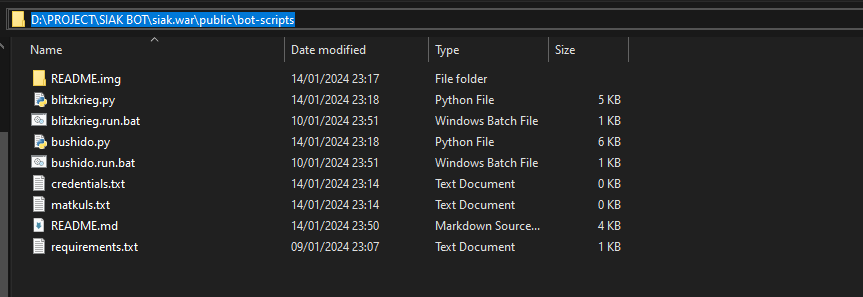 D:\PROJECT\SIAK BOT\siak.war\public\bot-scripts
Name Date modified Type Size
README.img 14/01/2024 23:17 File folder
blitzkrieg.py 14/01/2024 23:18 Python File 5 KB
blitzkrieg.run.bat 10/01/2024 23:51 Windows Batch File 1 KB
bushido.py 14/01/2024 23:18 Python File 6 KB
bushido.run.bat 10/01/2024 23:51 Windows Batch File 1 KB
credentials.txt 14/01/2024 23:14 Text Document 0 KB
matkuls.txt 14/01/2024 23:14 Text Document 0 KB
README.md 14/01/2024 23:50 Markdown Source... 4 KB
requirements.txt 09/01/2024 23:07 Text Document 1 KB